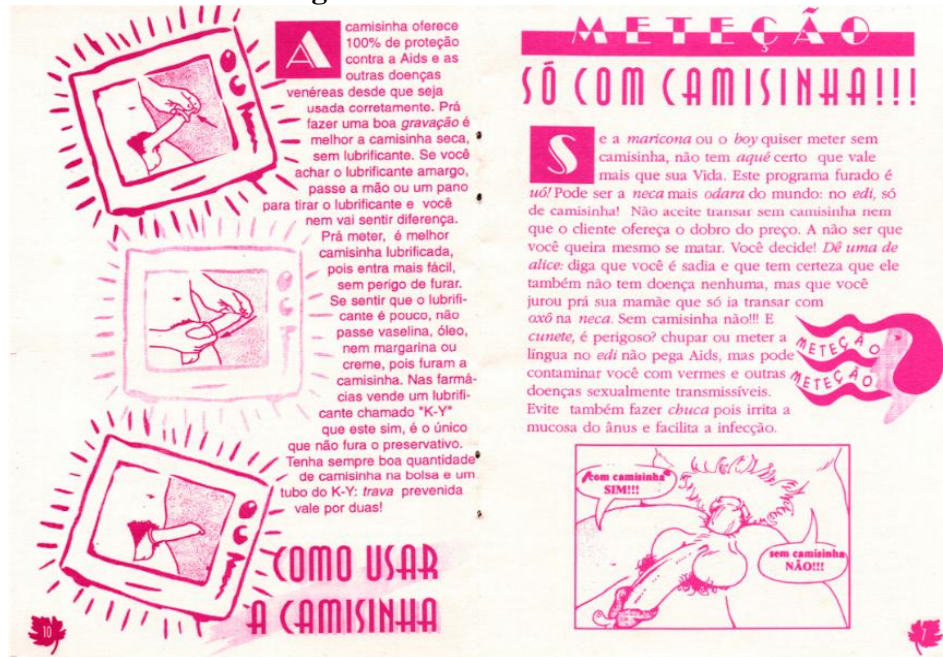 A camisinha oferece
100% de proteção
contra a Aids e as
outras doenças
venéreas desde que seja
usada corretamente. Prá
fazer uma boa gravação é
melhor a camisinha seca,
sem lubrificante. Se você
achar o lubrificante amargo,
passe a mão ou um pano
para tirar o lubrificante e você
nem vai sentir diferença.
Prá meter, é melhor
camisinha lubrificada,
pois entra mais fácil,
sem perigo de furar.
Se sentir que o lubrifi-
cante é pouco, não
passe vaselina, óleo,
nem margarina ou
creme, pois furam a
camisinha. Nas farmá-
cias vende um lubrifi-
cante chamado "K-Y"
que este sim, é o único
que não fura o preservativo.
Tenha sempre boa quantidade
de camisinha na bolsa e um
tubo do K-Y: trava prevenida
vale por duas!
COMO USAR
A CAMISINHA
10
METEÇÃO
SÓ COM CAMISINHA!!!
Se a maricona ou o boy quiser meter sem
camisinha, não tem aqué certo que vale
mais que sua Vida. Este programa furado é
uó! Pode ser a neca mais odara do mundo: no edi, só
de camisinha! Não aceite transar sem camisinha nem
que o cliente ofereça o dobro do preço. A não ser que
você queira mesmo se matar. Você decide! Dê uma de
alice: diga que você é sadia e que tem certeza que ele
também não tem doença nenhuma, mas que você
jurou prá sua mamãe que só ia transar com
oxô na neca. Sem camisinha não!!! E
cunete, é perigoso? chupar ou meter a
língua no edi não pega Aids, mas pode
contaminar você com vermes e outras
doenças sexualmente transmissíveis.
Evite também fazer chuca pois irrita a
mucosa do ânus e facilita a infecção.
METEÇÃO
METEÇÃO
com camisinha
SIM!!!
sem camisinha
NÃO!!!
7